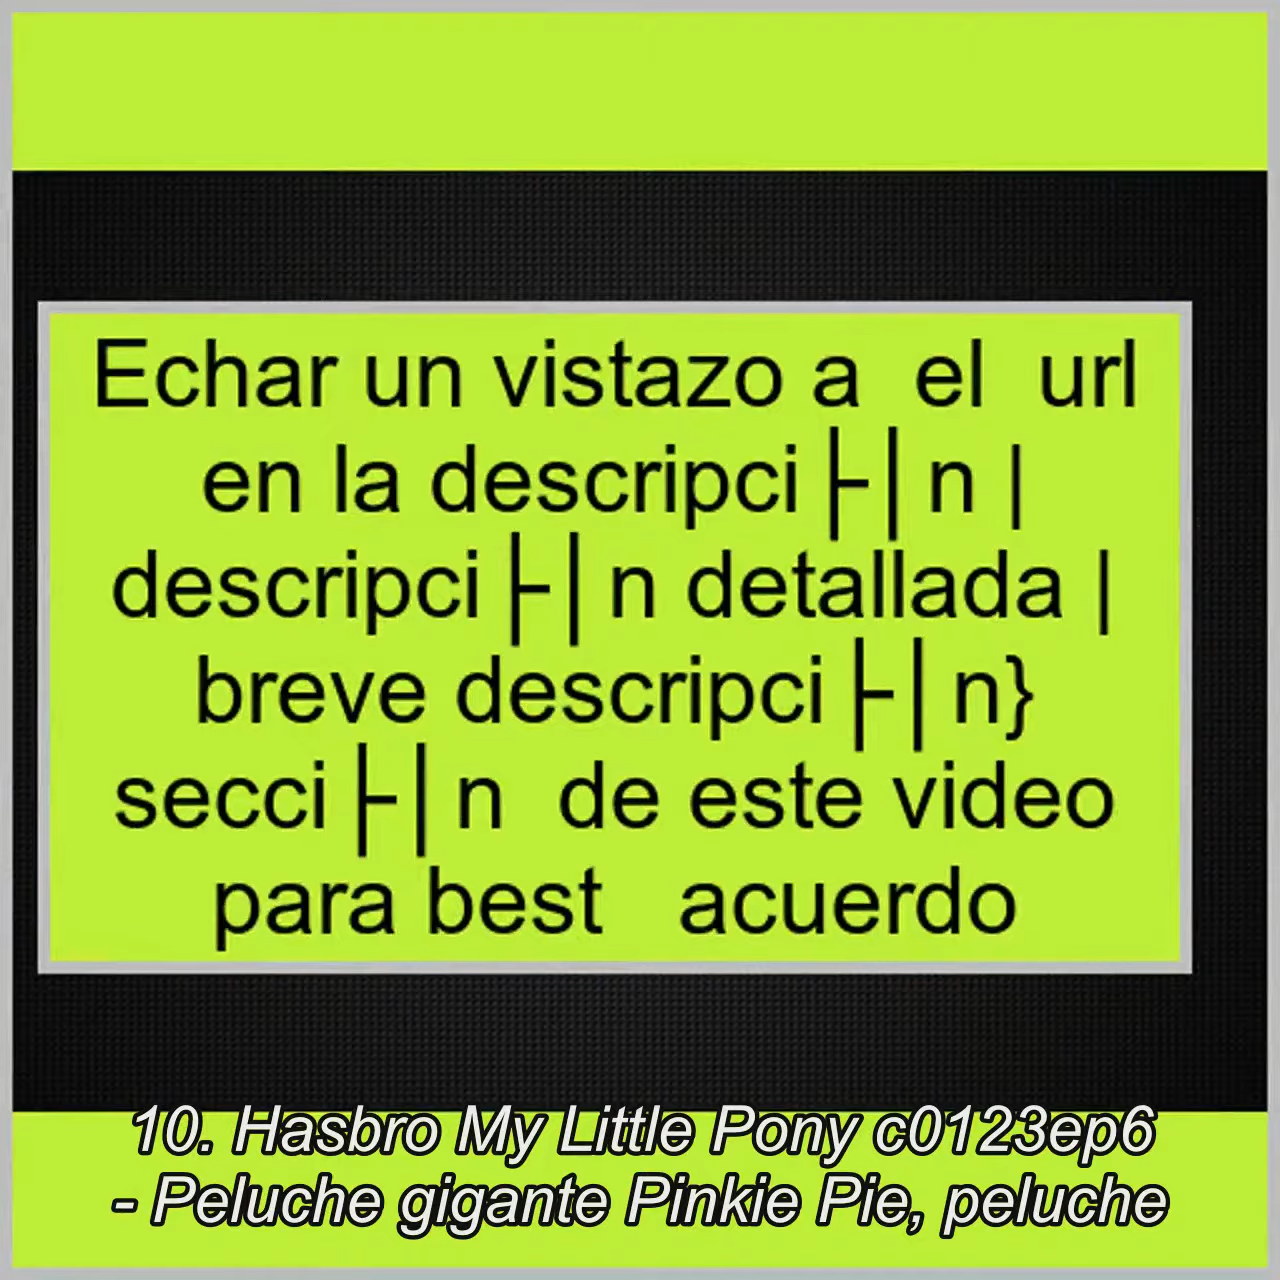 Echar un vistazo a  el  url
en la descripci├│n |
descripci├│n detallada |
breve descripci├│n}
secci├│n  de este video
para best   acuerdo
10. Hasbro My Little Pony c0123ep6
- Peluche gigante Pinkie Pie, peluche